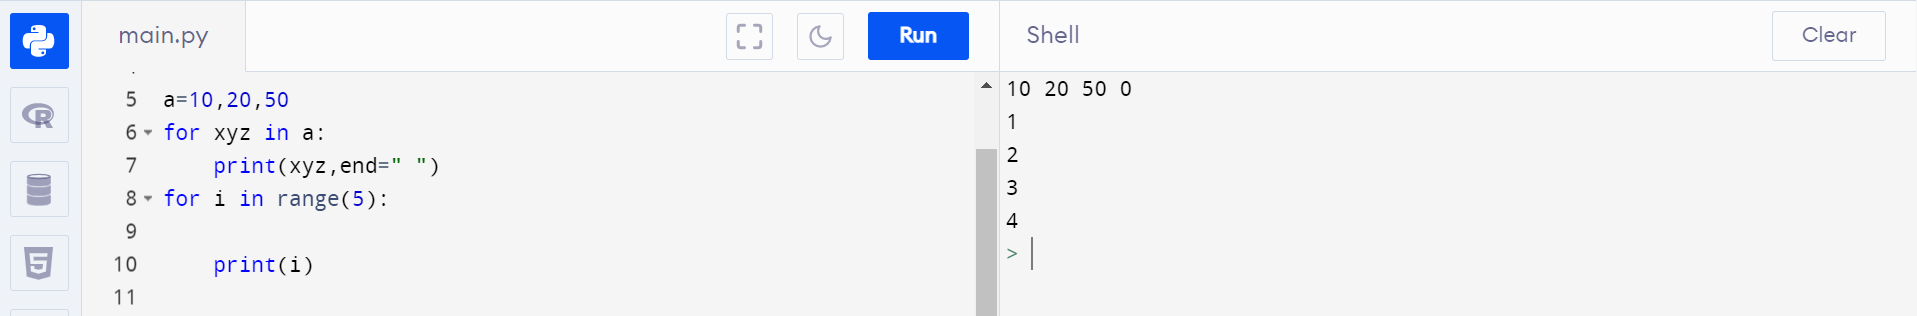 main.py
Run
Shell
Clear
5 a=10,20,50
6 for xyz in a:
7     print(xyz,end=" ")
8 for i in range(5):
9
10     print(i)
11
10 20 50 0
1
2
3
4
>
R
5